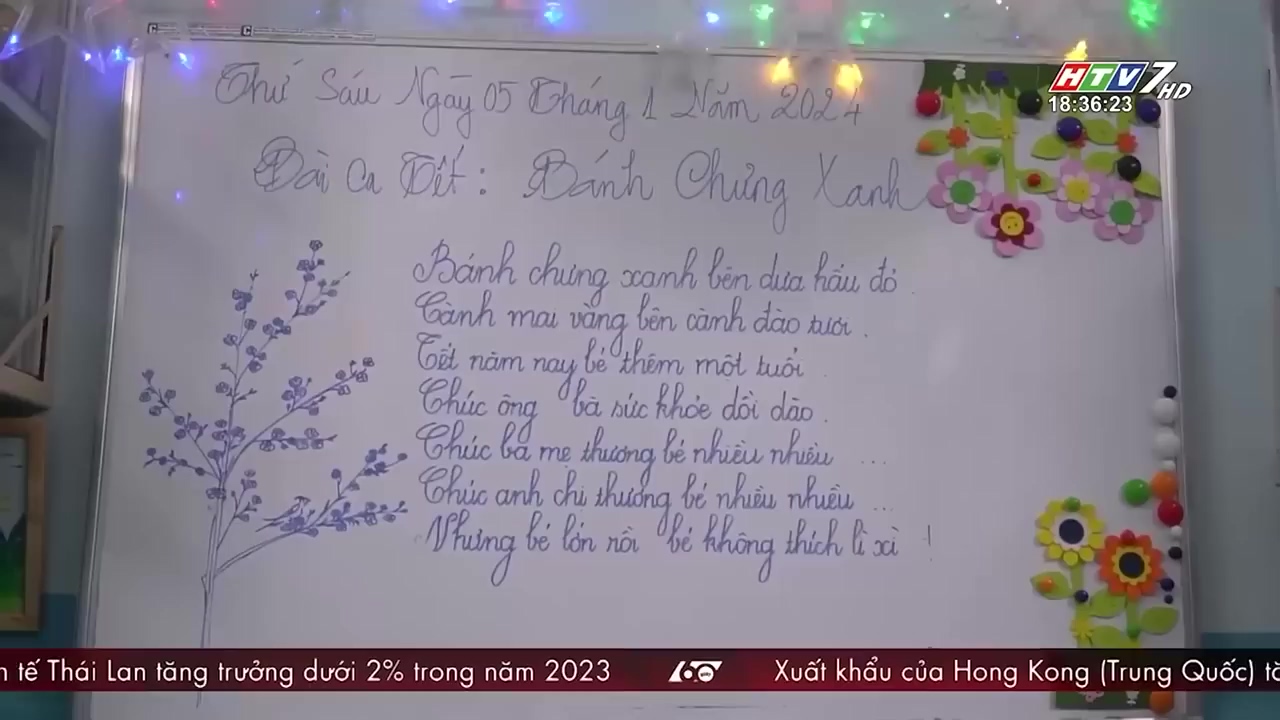 HTV7 HD
18:36:23
Thứ Sáu Ngày 05 Tháng 1 Năm 2024
Bài Ca Tết: Bánh Chưng Xanh
Bánh chưng xanh bên dưa hấu đỏ.
Cành mai vàng bên cành đào tươi.
Tết năm nay bé thêm một tuổi
Chúc ông bà sức khỏe dồi dào.
Chúc ba mẹ thương bé nhiều nhiều ...
Chúc anh chị thương bé nhiều nhiều ...
Nhưng bé lớn rồi bé không thích lì xì !
tế Thái Lan tăng trưởng dưới 2% trong năm 2023 60 giây Xuất khẩu của Hong Kong (Trung Quốc)